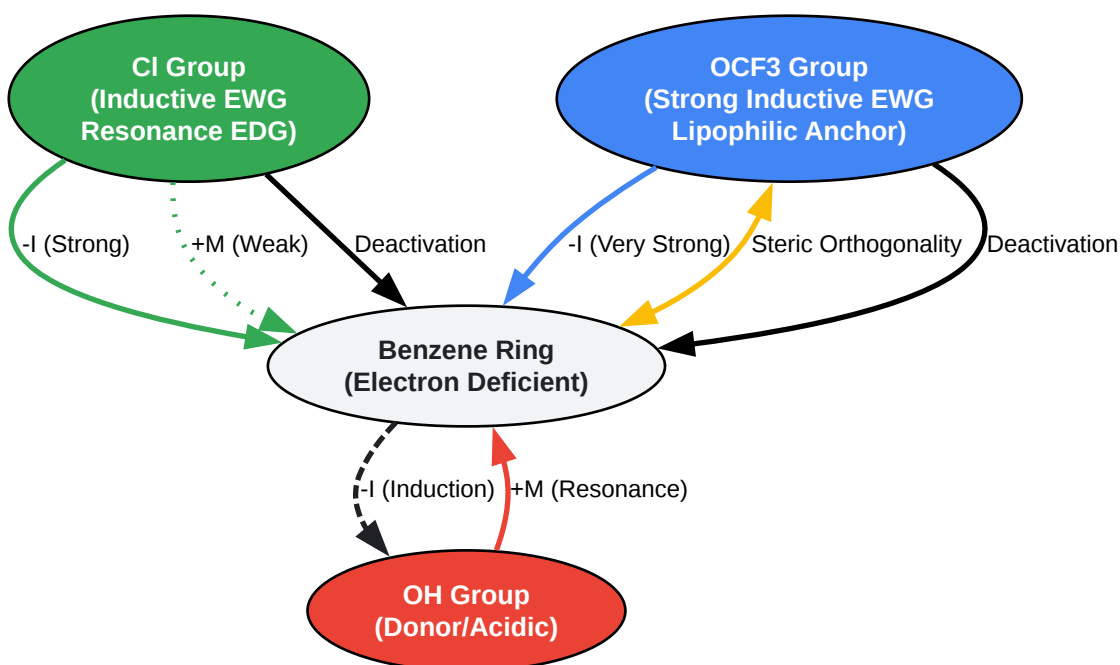 Cl Group
(Inductive EWG
Resonance EDG)
OCF3 Group
(Strong Inductive EWG
Lipophilic Anchor)
-I (Strong)
+M (Weak)
Deactivation
-I (Very Strong)
Steric Orthogonality
Deactivation
Benzene Ring
(Electron Deficient)
-I (Induction)
+M (Resonance)
OH Group
(Donor/Acidic)